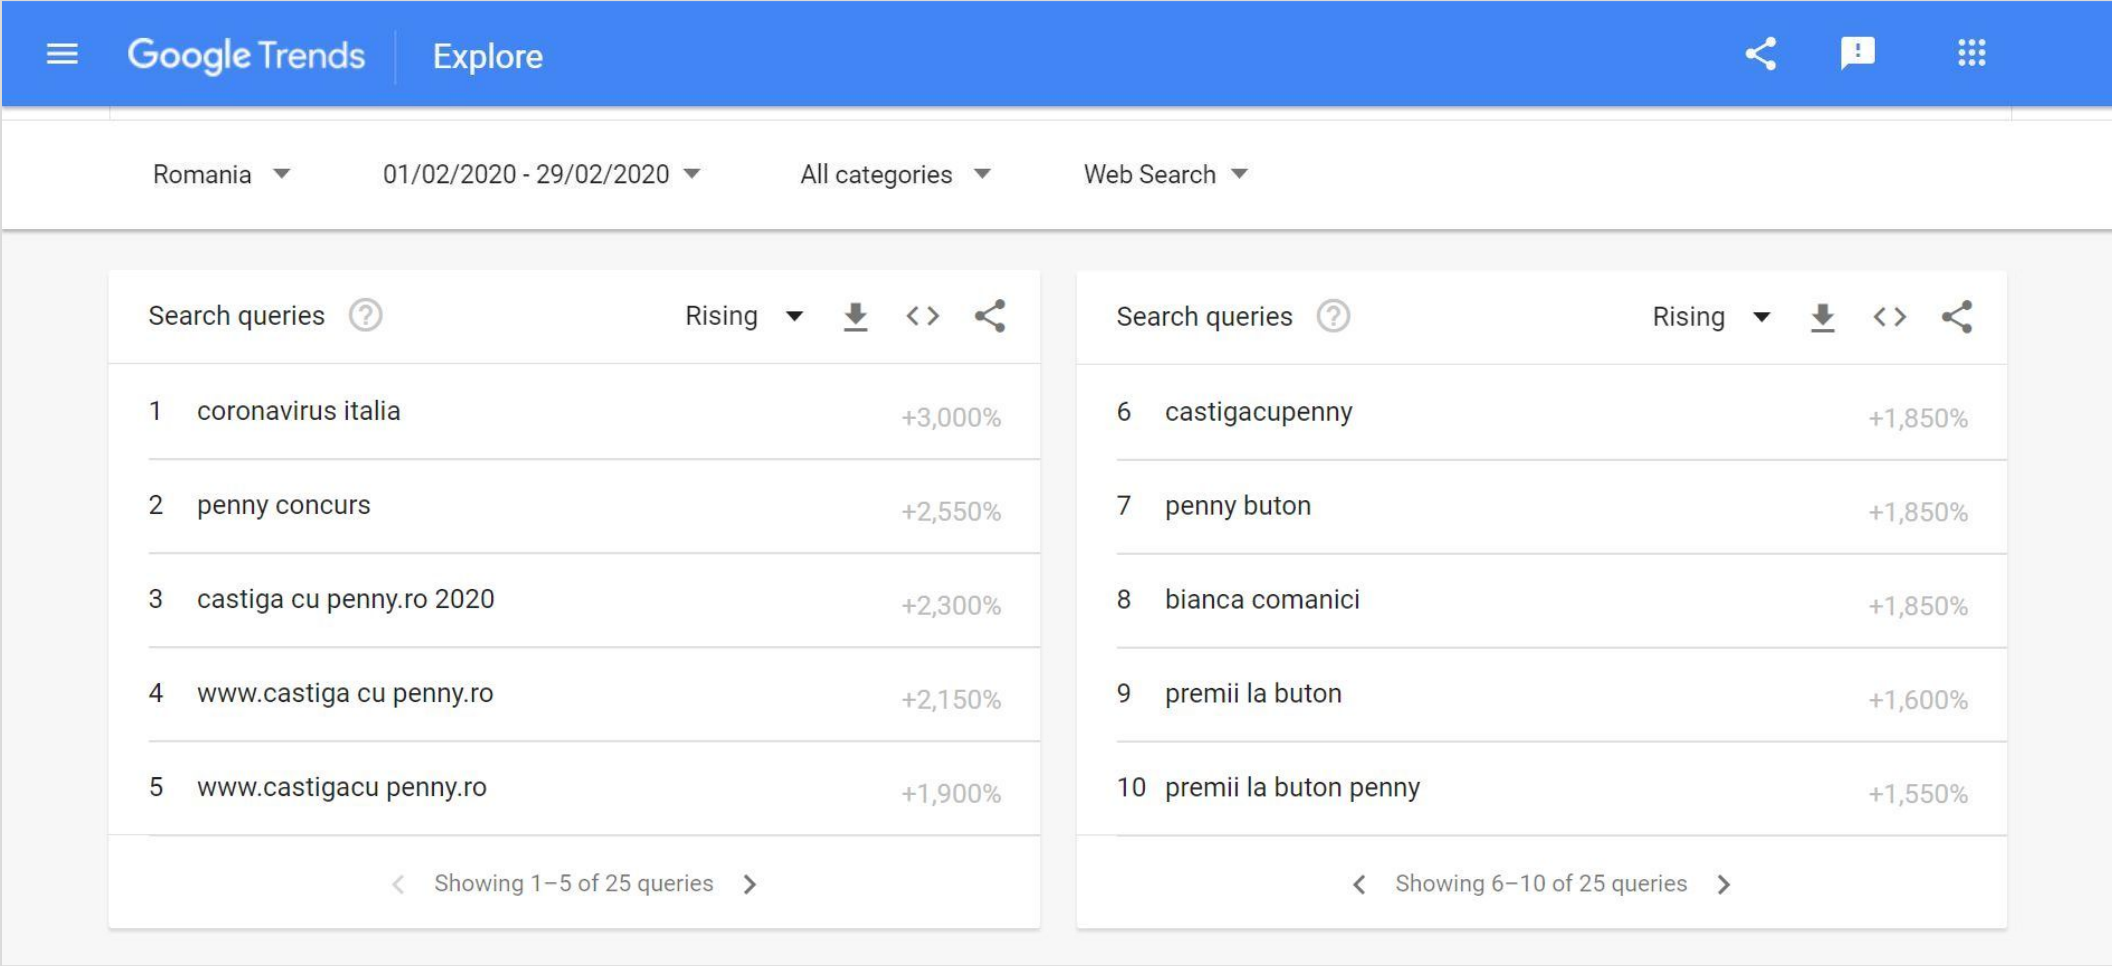 Google Trends Explore
Romania 01/02/2020 - 29/02/2020 All categories Web Search
Search queries Rising
1 coronavirus italia +3,000%
2 penny concurs +2,550%
3 castiga cu penny.ro 2020 +2,300%
4 www.castiga cu penny.ro +2,150%
5 www.castigacu penny.ro +1,900%
Showing 1–5 of 25 queries
Search queries Rising
6 castigacupenny +1,850%
7 penny buton +1,850%
8 bianca comanici +1,850%
9 premii la buton +1,600%
10 premii la buton penny +1,550%
Showing 6–10 of 25 queries